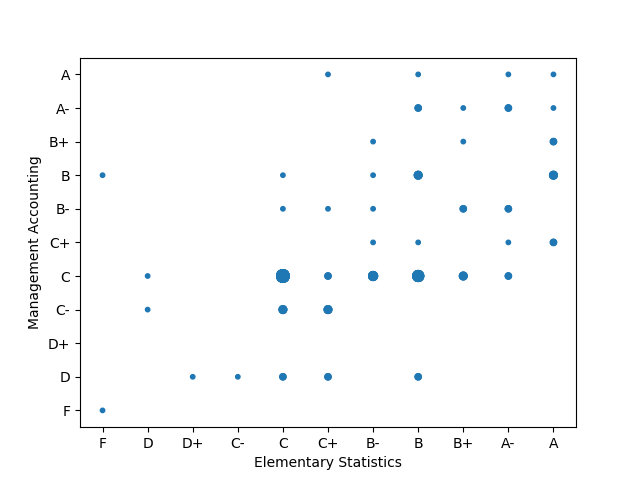 A
A-
B+
B
B-
C+
C
C-
D+
D
F
Management Accounting
F D D+ C- C C+ B- B B+ A- A
Elementary Statistics